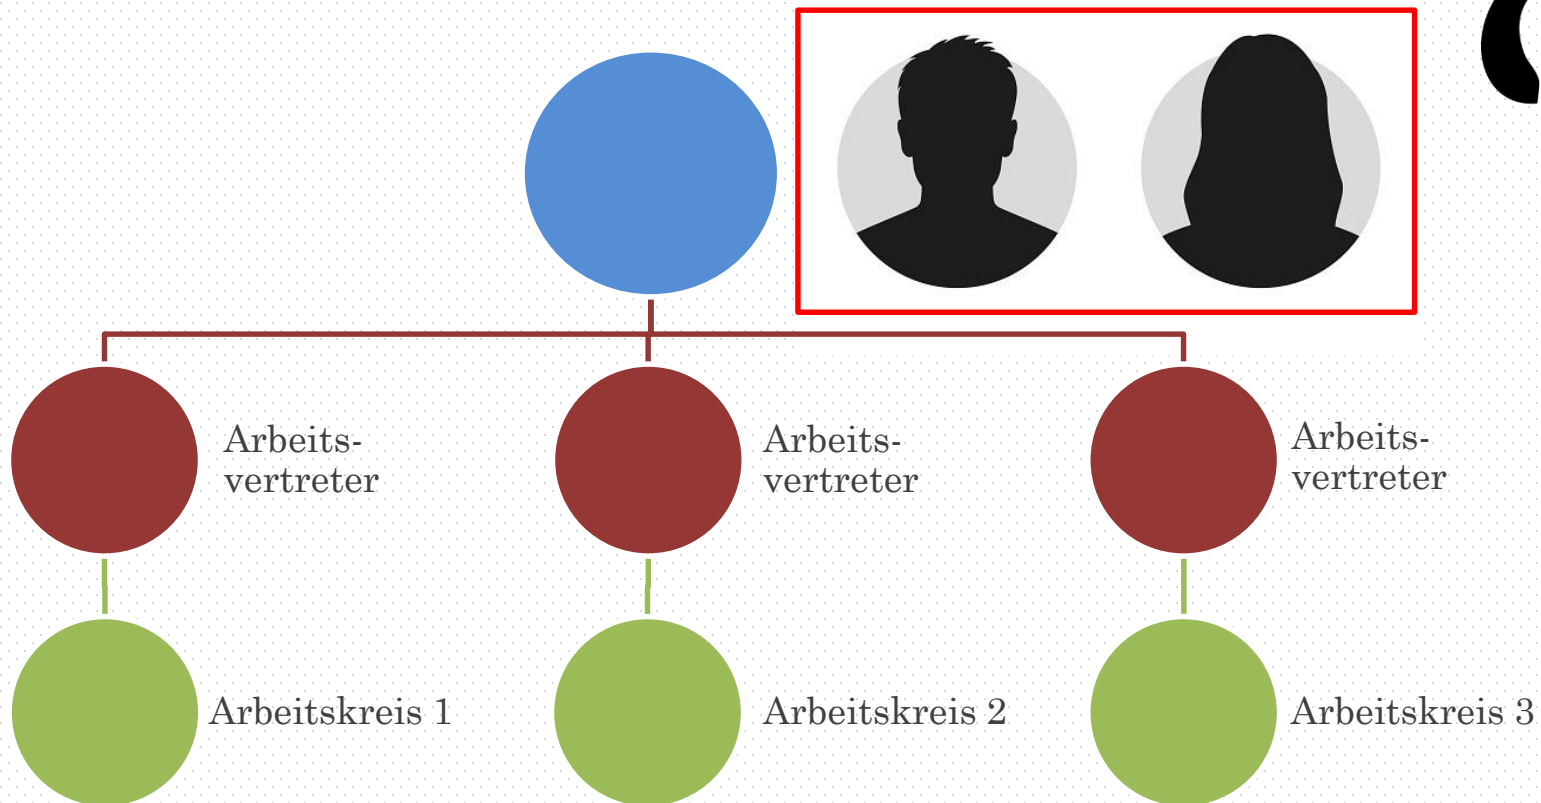 Arbeits-
vertreter
Arbeits-
vertreter
Arbeits-
vertreter
Arbeitskreis 1
Arbeitskreis 2
Arbeitskreis 3